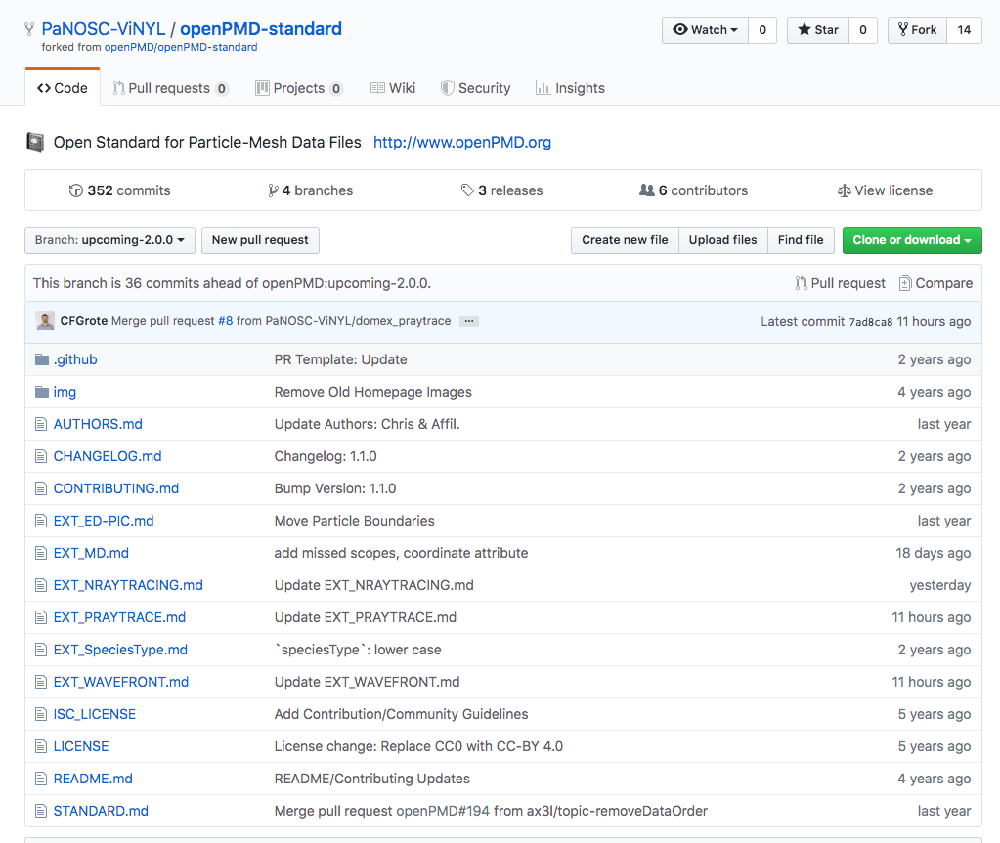 PaNOSC-ViNYL / openPMD-standard
forked from openPMD/openPMD-standard
Watch 0 Star 0 Fork 14
Code Pull requests 0 Projects 0 Wiki Security Insights
Open Standard for Particle-Mesh Data Files http://www.openPMD.org
352 commits 4 branches 3 releases 6 contributors View license
Branch: upcoming-2.0.0 New pull request Create new file Upload files Find file Clone or download
This branch is 36 commits ahead of openPMD:upcoming-2.0.0. Pull request Compare
CFGrote Merge pull request #8 from PaNOSC-ViNYL/domex_praytrace ... Latest commit 7ad8ca8 11 hours ago
.github PR Template: Update 2 years ago
img Remove Old Homepage Images 4 years ago
AUTHORS.md Update Authors: Chris & Affil. last year
CHANGELOG.md Changelog: 1.1.0 2 years ago
CONTRIBUTING.md Bump Version: 1.1.0 2 years ago
EXT_ED-PIC.md Move Particle Boundaries last year
EXT_MD.md add missed scopes, coordinate attribute 18 days ago
EXT_NRAYTRACING.md Update EXT_NRAYTRACING.md yesterday
EXT_PRAYTRACE.md Update EXT_PRAYTRACE.md 11 hours ago
EXT_SpeciesType.md `speciesType`: lower case 2 years ago
EXT_WAVEFRONT.md Update EXT_WAVEFRONT.md 11 hours ago
ISC_LICENSE Add Contribution/Community Guidelines 5 years ago
LICENSE License change: Replace CC0 with CC-BY 4.0 5 years ago
README.md README/Contributing Updates 4 years ago
STANDARD.md Merge pull request openPMD#194 from ax3l/topic-removeDataOrder last year